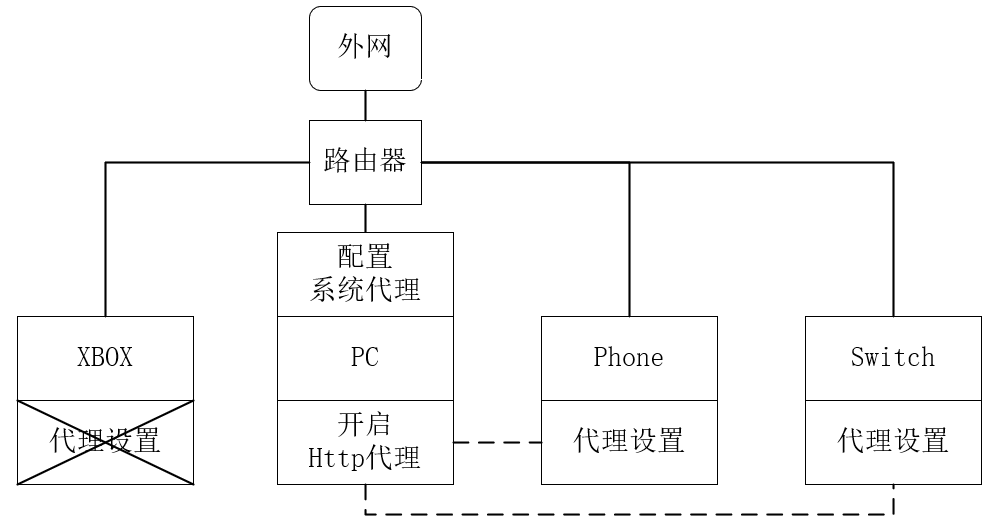 外网
路由器
配置
系统代理
XBOX
PC
Phone
Switch
代理设置
开启
Http代理
代理设置
代理设置